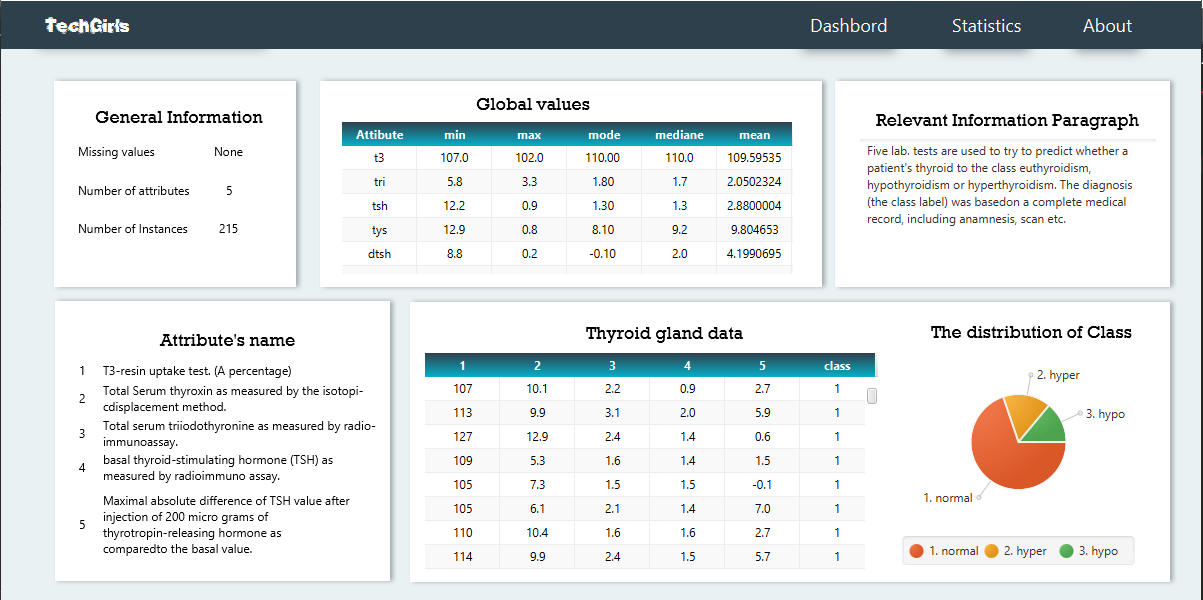 TechGirls
Dashbord Statistics About
General Information
Missing values None
Number of attributes 5
Number of Instances 215
Global values
Attibute min max mode mediane mean
t3 107.0 102.0 110.00 110.0 109.59535
tri 5.8 3.3 1.80 1.7 2.0502324
tsh 12.2 0.9 1.30 1.3 2.8800004
tys 12.9 0.8 8.10 9.2 9.804653
dtsh 8.8 0.2 -0.10 2.0 4.1990695
Relevant Information Paragraph
Five lab. tests are used to try to predict whether a
patient's thyroid to the class euthyroidism,
hypothyroidism or hyperthyroidism. The diagnosis
(the class label) was basedon a complete medical
record, including anamnesis, scan etc.
Attribute's name
1 T3-resin uptake test. (A percentage)
2 Total Serum thyroxin as measured by the isotopi-
cdisplacement method.
3 Total serum triiodothyronine as measured by radio-
immunoassay.
4 basal thyroid-stimulating hormone (TSH) as
measured by radioimmuno assay.
5 Maximal absolute difference of TSH value after
injection of 200 micro grams of
thyrotropin-releasing hormone as
comparedto the basal value.
Thyroid gland data
1 2 3 4 5 class
107 10.1 2.2 0.9 2.7 1
113 9.9 3.1 2.0 5.9 1
127 12.9 2.4 1.4 0.6 1
109 5.3 1.6 1.4 1.5 1
105 7.3 1.5 1.5 -0.1 1
105 6.1 2.1 1.4 7.0 1
110 10.4 1.6 1.6 2.7 1
114 9.9 2.4 1.5 5.7 1
The distribution of Class
2. hyper
3. hypo
1. normal
1. normal 2. hyper 3. hypo